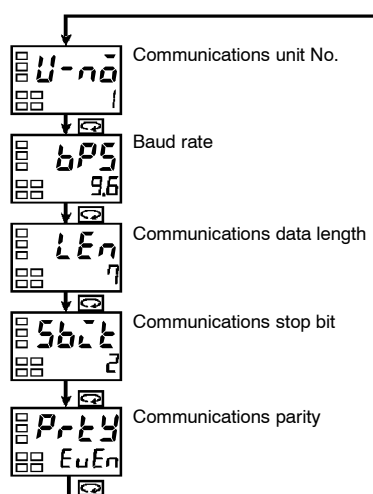 U-no Communications unit No.
1
bPS Baud rate
9.6
LEn Communications data length
7
Sbit Communications stop bit
2
PrtY Communications parity
EvEn